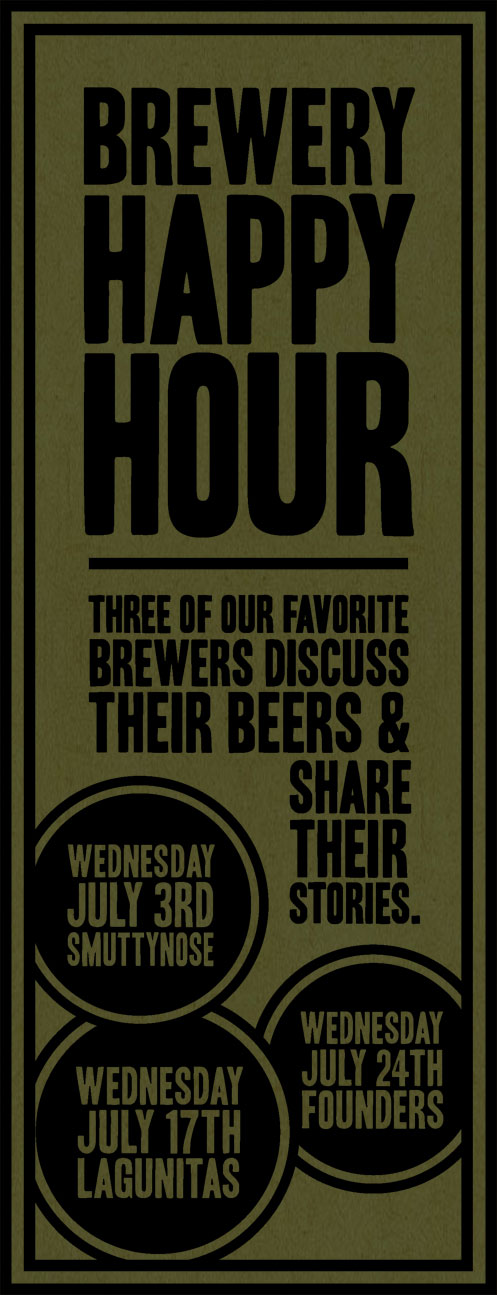 BREWERY
HAPPY
HOUR
THREE OF OUR FAVORITE
BREWERS DISCUSS
THEIR BEERS &
SHARE
THEIR
STORIES.
WEDNESDAY
JULY 3RD
SMUTTYNOSE
WEDNESDAY
JULY 17TH
LAGUNITAS
WEDNESDAY
JULY 24TH
FOUNDERS